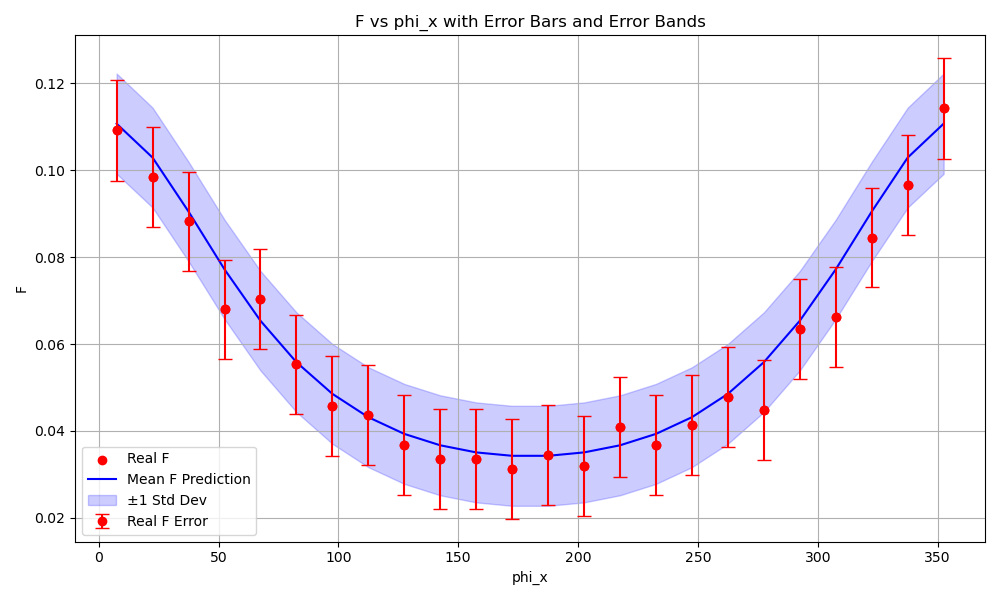 F vs phi_x with Error Bars and Error Bands
F
0.12
0.10
0.08
0.06
0.04
0.02
Real F
Mean F Prediction
±1 Std Dev
Real F Error
0 50 100 150 200 250 300 350
phi_x